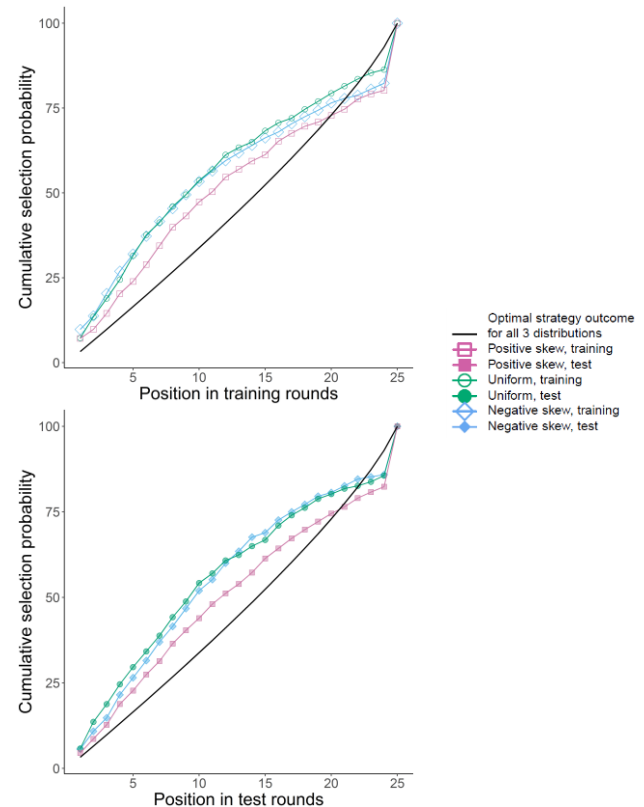 100
75
50
25
0
Cumulative selection probability
5
10
15
20
25
Position in training rounds
Optimal strategy outcome
for all 3 distributions
Positive skew, training
Positive skew, test
Uniform, training
Uniform, test
Negative skew, training
Negative skew, test
100
75
50
25
0
Cumulative selection probability
5
10
15
20
25
Position in test rounds